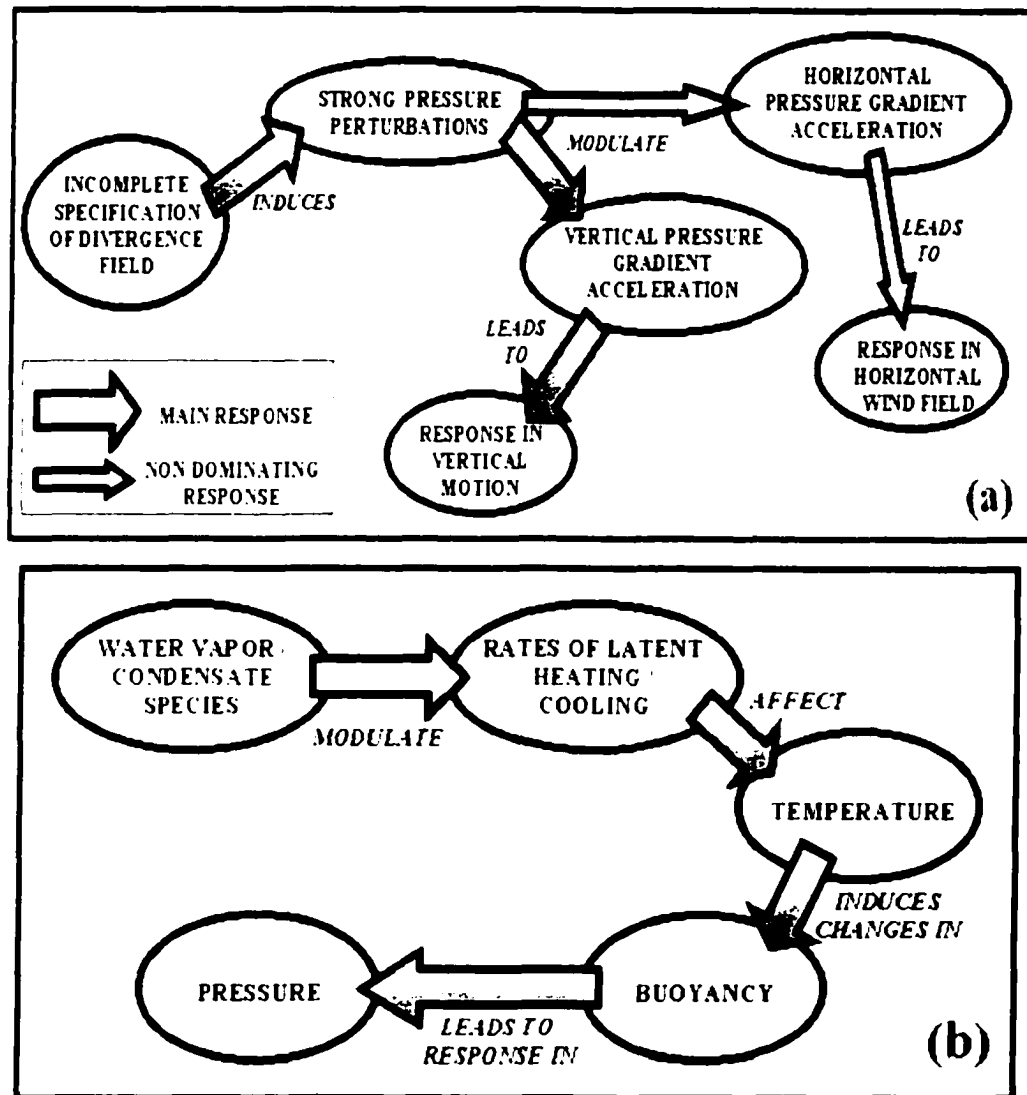 STRONG PRESSURE
PERTURBATIONS
HORIZONTAL
PRESSURE GRADIENT
ACCELERATION
MODULATE
INCOMPLETE
SPECIFICATION
OF DIVERGENCE
FIELD
INDUCES
VERTICAL PRESSURE
GRADIENT
ACCELERATION
LEADS
TO
LEADS
TO
RESPONSE IN
HORIZONTAL
WIND FIELD
MAIN RESPONSE
NON DOMINATING
RESPONSE
RESPONSE IN
VERTICAL
MOTION
(a)
WATER VAPOR
CONDENSATE
SPECIES
MODULATE
RATES OF LATENT
HEATING
COOLING
AFFECT
TEMPERATURE
INDUCES
CHANGES IN
BUOYANCY
LEADS TO
RESPONSE IN
PRESSURE
(b)